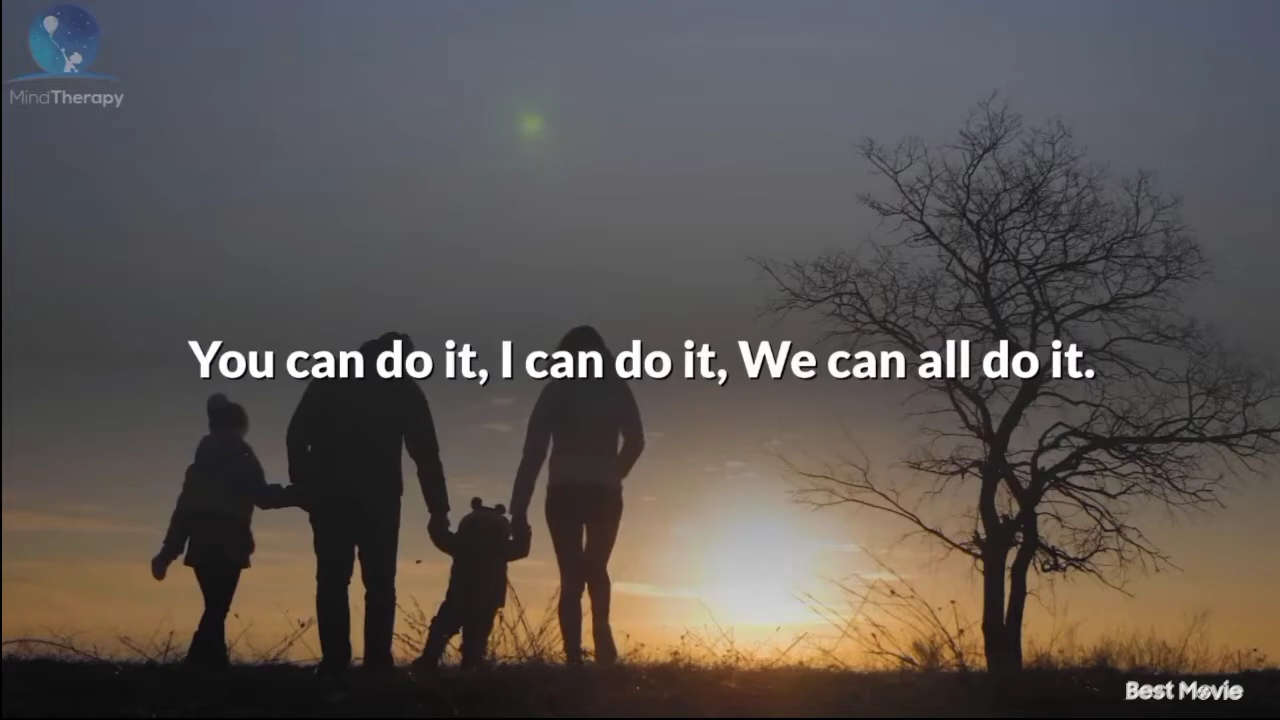 MindTherapy
You can do it, I can do it, We can all do it.
Best Movie